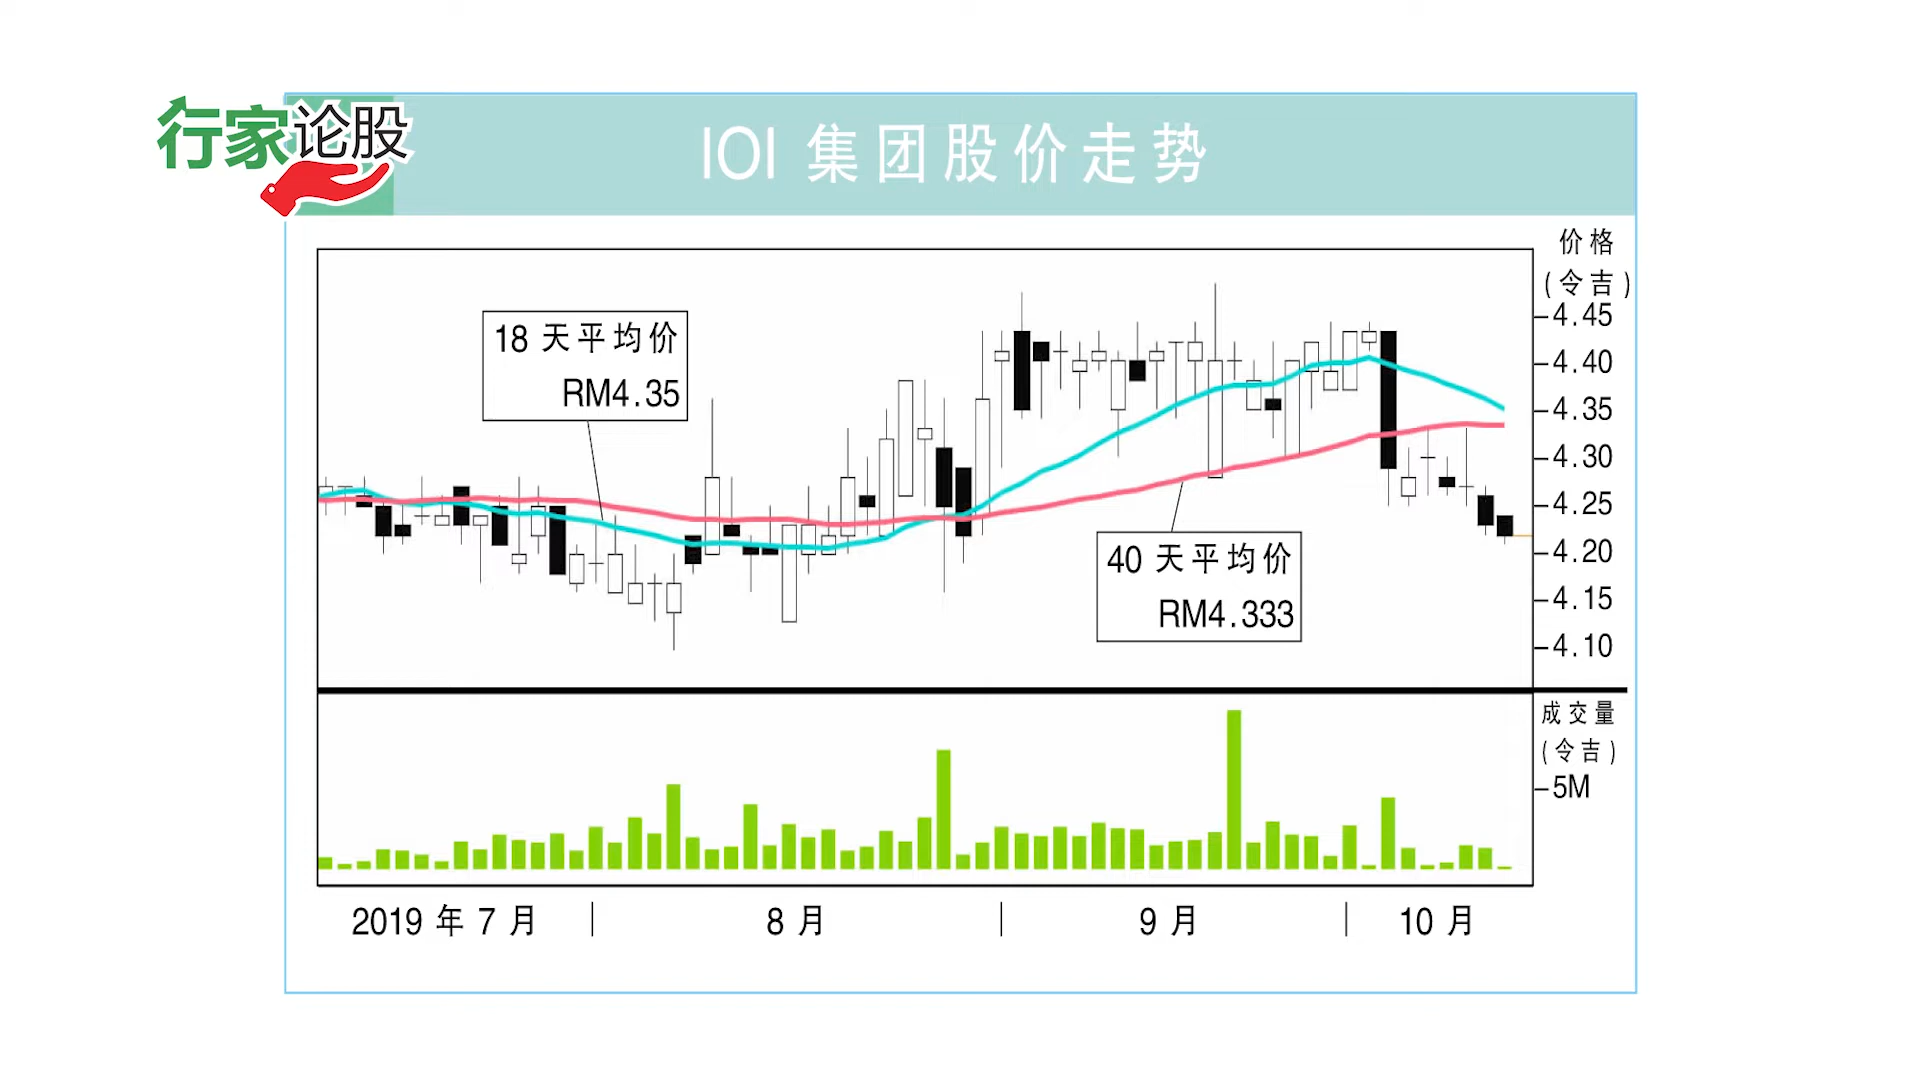 行家论股
IOI 集团股价走势
价格
(令吉)
18 天平均价
RM4.35
40 天平均价
RM4.333
4.45
4.40
4.35
4.30
4.25
4.20
4.15
4.10
成交量
(令吉)
5M
2019 年 7 月
8 月
9 月
10 月